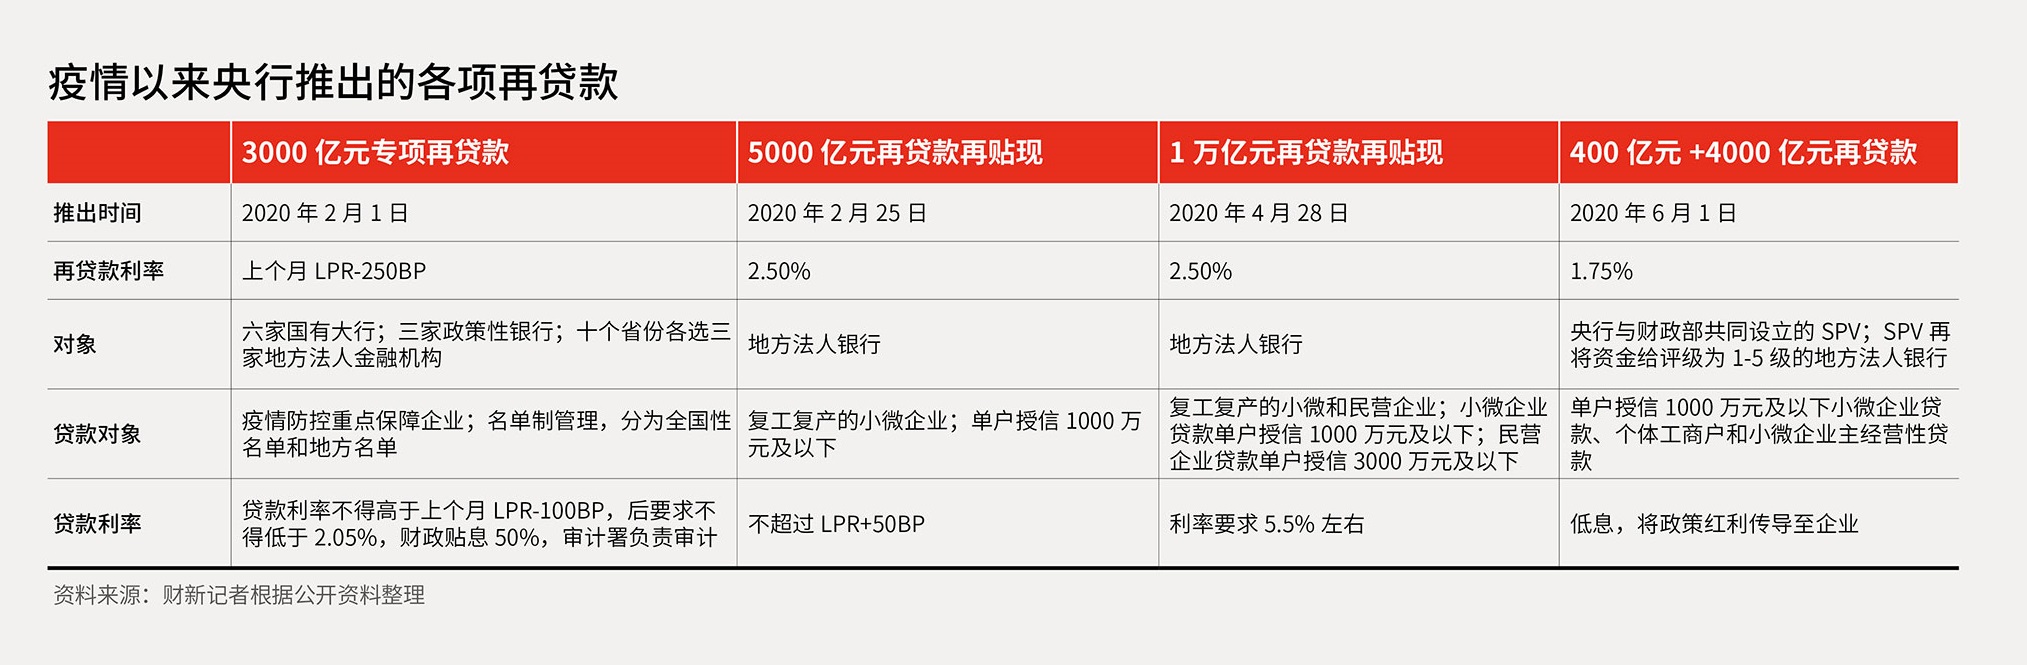 疫情以来央行推出的各项再贷款
3000 亿元专项再贷款
5000 亿元再贷款再贴现
1 万亿元再贷款再贴现
400 亿元 +4000 亿元再贷款
推出时间
2020 年 2 月 1 日
2020 年 2 月 25 日
2020 年 4 月 28 日
2020 年 6 月 1 日
再贷款利率
上个月 LPR-250BP
2.50%
2.50%
1.75%
对象
六家国有大行；三家政策性银行；十个省份各选三
家地方法人金融机构
地方法人银行
地方法人银行
央行与财政部共同设立的 SPV；SPV 再
将资金给评级为 1-5 级的地方法人银行
贷款对象
疫情防控重点保障企业；名单制管理，分为全国性
名单和地方名单
复工复产的小微企业；单户授信 1000 万
元及以下
复工复产的小微和民营企业；小微企业
贷款单户授信 1000 万元及以下；民营
企业贷款单户授信 3000 万元及以下
单户授信 1000 万元及以下小微企业贷
款、个体工商户和小微企业主经营性贷
款
贷款利率
贷款利率不得高于上个月 LPR-100BP，后要求不
得低于 2.05%，财政贴息 50%，审计署负责审计
不超过 LPR+50BP
利率要求 5.5% 左右
低息，将政策红利传导至企业
资料来源：财新记者根据公开资料整理